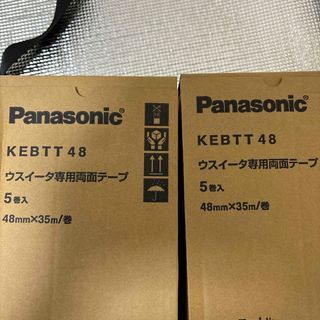 Panasonic®
KEBTT48
ウスイータ専用両面テープ
5巻入
48mm×35m/巻
Panasonic®
KEBTT48
ウスイータ専用両面テープ
5巻入
48mm×35m/巻